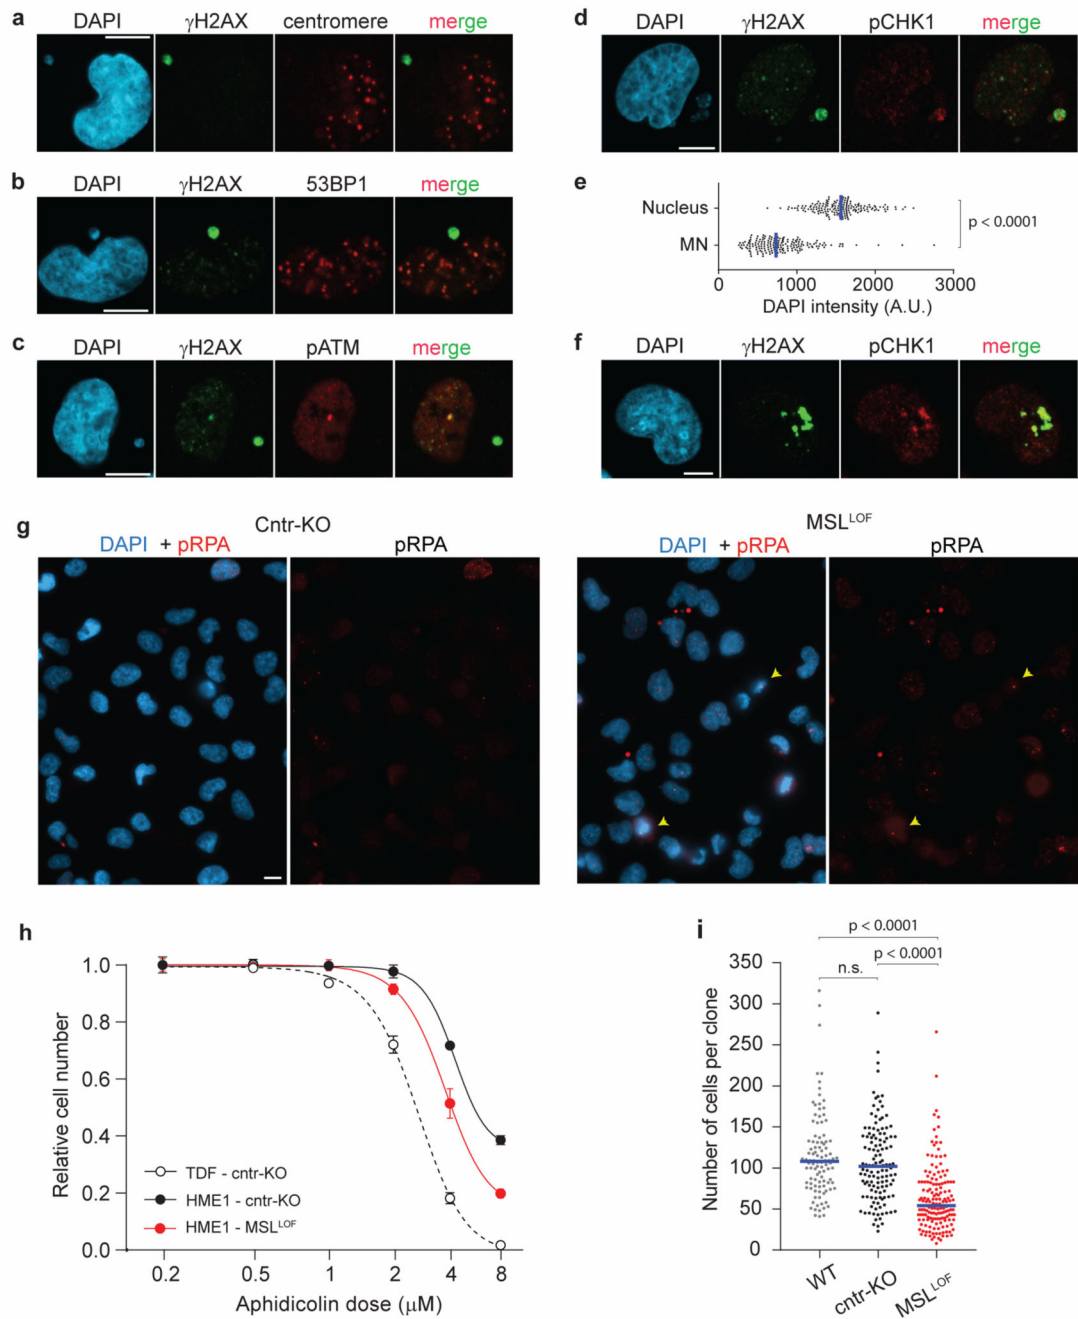 a
DAPI γH2AX centromere merge
b
DAPI γH2AX 53BP1 merge
c
DAPI γH2AX pATM merge
d
DAPI γH2AX pCHK1 merge
e
Nucleus
MN
p < 0.0001
0 1000 2000 3000
DAPI intensity (A.U.)
f
DAPI γH2AX pCHK1 merge
g
Cntr-KO
DAPI + pRPA pRPA
MSL^LOF
DAPI + pRPA pRPA
h
Relative cell number
1.0
0.8
0.6
0.4
0.2
0.0
TDF - cntr-KO
HME1 - cntr-KO
HME1 - MSL^LOF
0.2 0.5 1 2 4 8
Aphidicolin dose (μM)
i
p < 0.0001
p < 0.0001
n.s.
Number of cells per clone
350
300
250
200
150
100
50
0
WT cntr-KO MSL^LOF